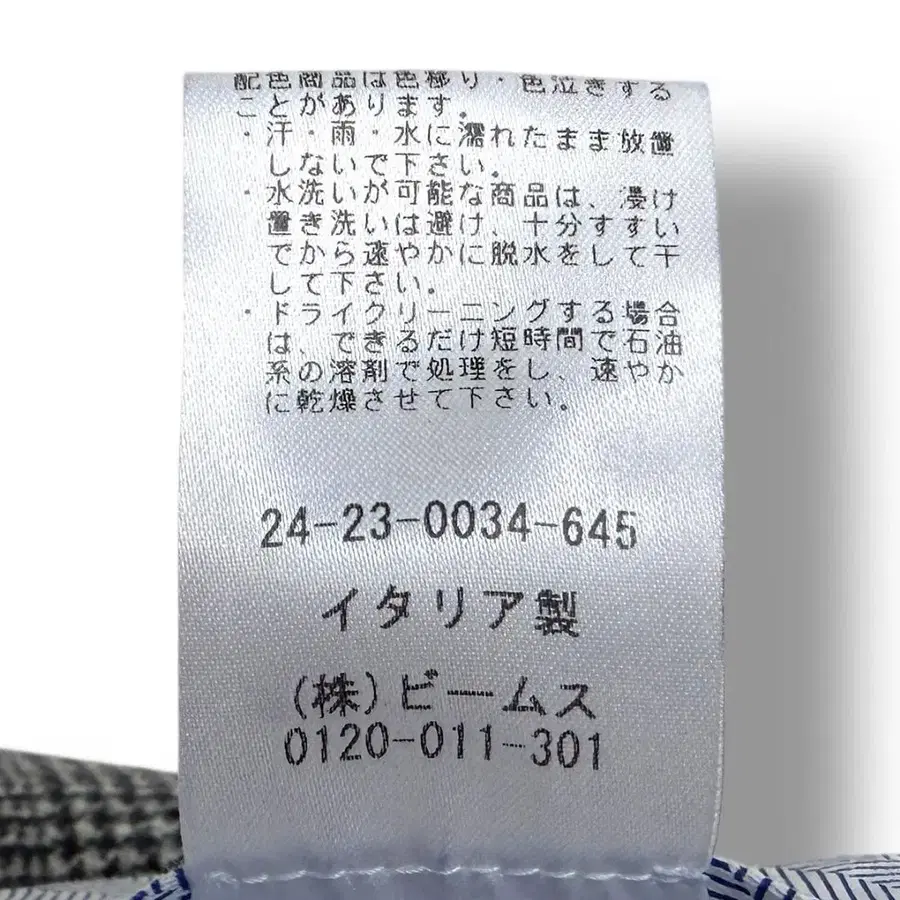 配色商品は色移り・色泣きする
ことがあります。
・汗・雨・水に濡れたまま放置
しないで下さい。
・水洗いが可能な商品は、浸け
置き洗いは避け、十分すすい
でから速やかに脱水をして干
して下さい。
・ドライクリーニングする場合
は、できるだけ短時間で石油
系の溶剤で処理をし、速やか
に乾燥させて下さい。
24-23-0034-645
イタリア製
(株)ビームス
0120-011-301